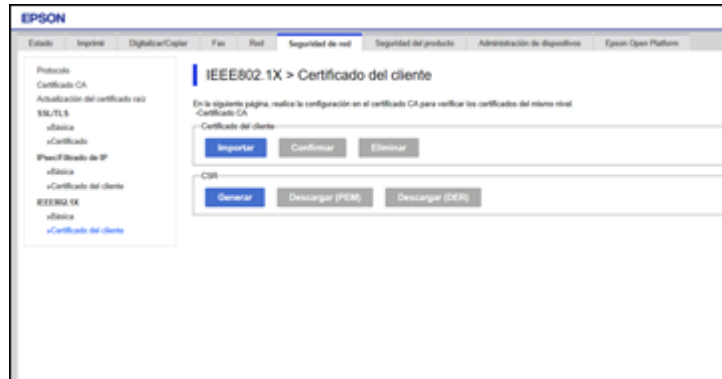 EPSON
Estado Imprimir Digitalizar/Copiar Fax Red Seguridad de red Seguridad del producto Administración de dispositivos Epson Open Platform
Protocolo
Certificado CA
Actualización del certificado raíz
SSL/TLS
»Básica
»Certificado
IPsec/Filtrado de IP
»Básica
»Certificado del cliente
IEEE802.1X
»Básica
»Certificado del cliente
IEEE802.1X > Certificado del cliente
En la siguiente página, realice la configuración en el certificado CA para verificar los certificados del mismo nivel.
-Certificado CA
Certificado del cliente
Importar Confirmar Eliminar
CSR
Generar Descargar (PEM) Descargar (DER)